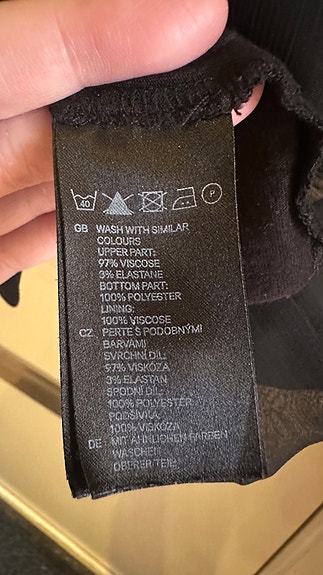 40 P
GB WASH WITH SIMILAR
COLOURS
UPPER PART:
97% VISCOSE
3% ELASTANE
BOTTOM PART:
100% POLYESTER
LINING:
100% VISCOSE
CZ PERTE S PODOBNÝMI
BARVAMI
SVRCHNÍ DÍL:
97% VISKÓZA
3% ELASTAN
SPODNÍ DÍL:
100% POLYESTER
PODŠÍVKA:
100% VISKÓZA
DE MIT ÄHNLICHEN FARBEN
WASCHEN
OBERER TEIL: